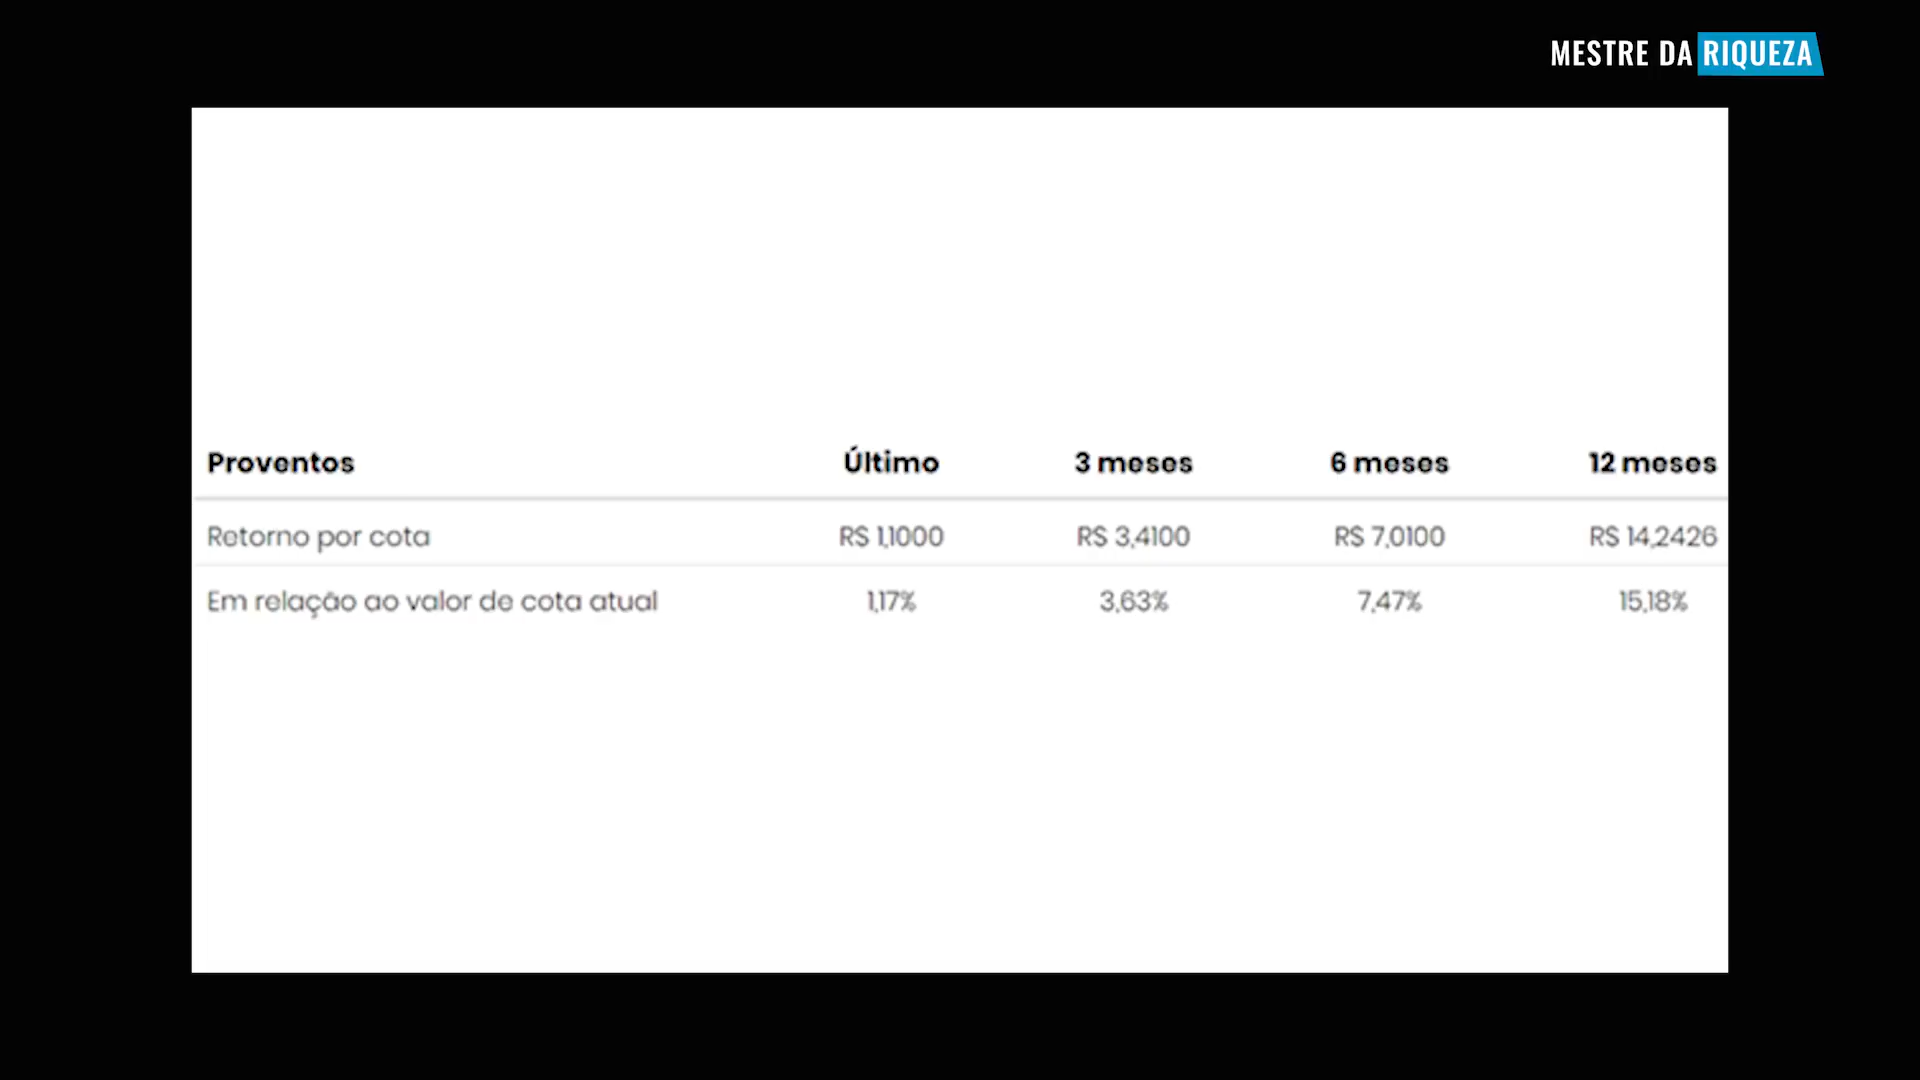 MESTRE DA RIQUEZA
Proventos Último 3 meses 6 meses 12 meses
Retorno por cota R$ 1,1000 R$ 3,4100 R$ 7,0100 R$ 14,2426
Em relação ao valor de cota atual 1,17% 3,63% 7,47% 15,18%